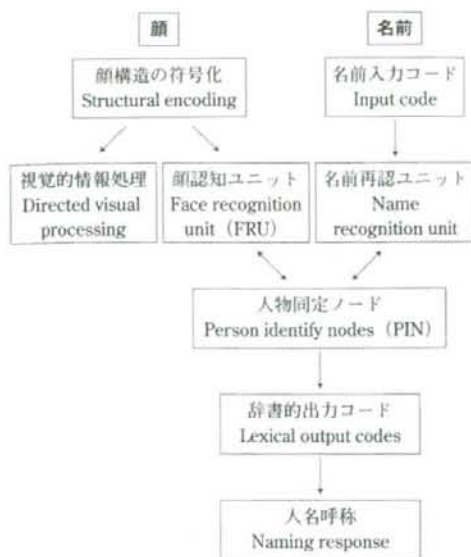 顔
名前
顔構造の符号化
Structural encoding
名前入力コード
Input code
視覚的情報処理
Directed visual
processing
顔認知ユニット
Face recognition
unit (FRU)
名前再認ユニット
Name
recognition unit
人物同定ノード
Person identify nodes (PIN)
辞書的出力コード
Lexical output codes
人名呼称
Naming response